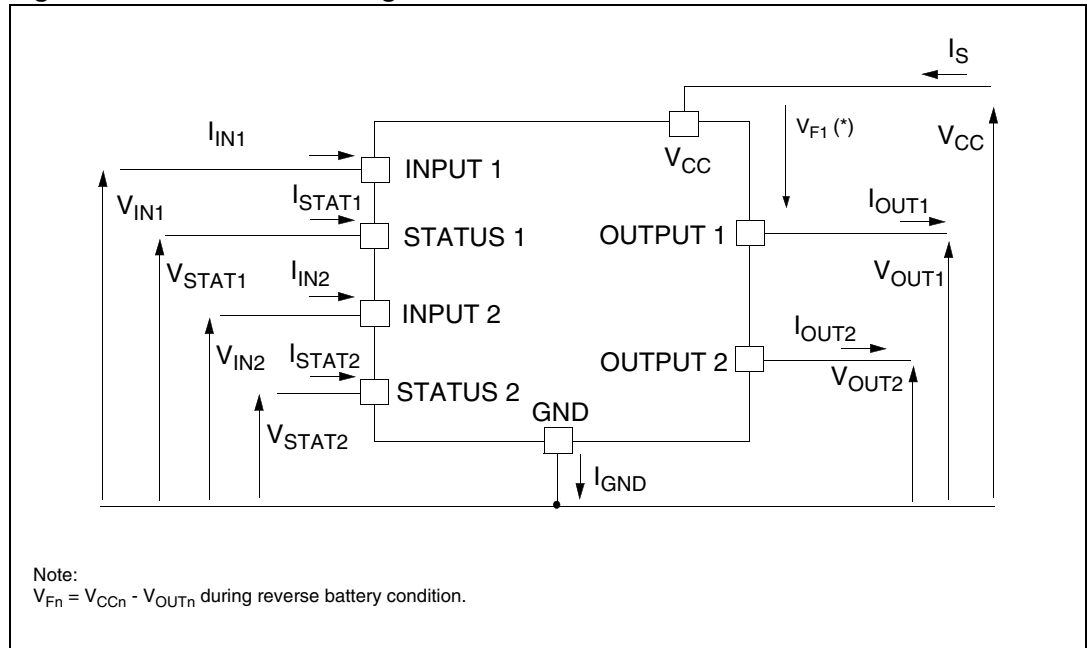 I_S
V_F1 (*)
V_CC
I_IN1
V_CC
INPUT 1
V_IN1
I_STAT1
I_OUT1
STATUS 1
OUTPUT 1
V_STAT1
I_IN2
V_OUT1
INPUT 2
I_OUT2
V_IN2
I_STAT2
OUTPUT 2
V_OUT2
STATUS 2
GND
V_STAT2
I_GND
Note:
V_Fn = V_CCn - V_OUTn during reverse battery condition.